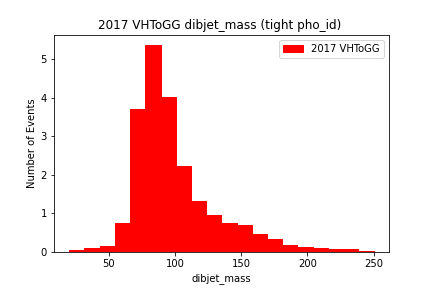 2017 VHToGG dibjet_mass (tight pho_id)
2017 VHToGG
Number of Events
5
4
3
2
1
0
50 100 150 200 250
dibjet_mass